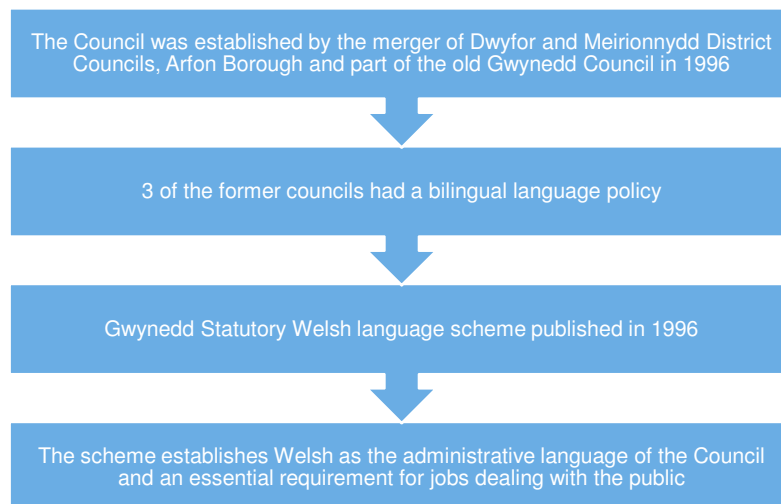 The Council was established by the merger of Dwyfor and Meirionnydd District
Councils, Arfon Borough and part of the old Gwynedd Council in 1996
3 of the former councils had a bilingual language policy
Gwynedd Statutory Welsh language scheme published in 1996
The scheme establishes Welsh as the administrative language of the Council
and an essential requirement for jobs dealing with the public